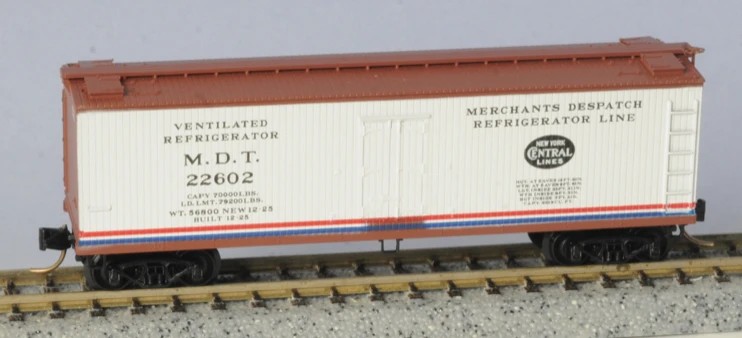 VENTILATED
REFRIGERATOR
M.D.T.
22602
CAPY. 70000 LBS.
LD. LMT. 79200 LBS.
WT. 56800 NEW 12-25
BUILT 12-25
MERCHANTS DESPATCH
REFRIGERATOR LINE
NEW YORK
CENTRAL
LINES